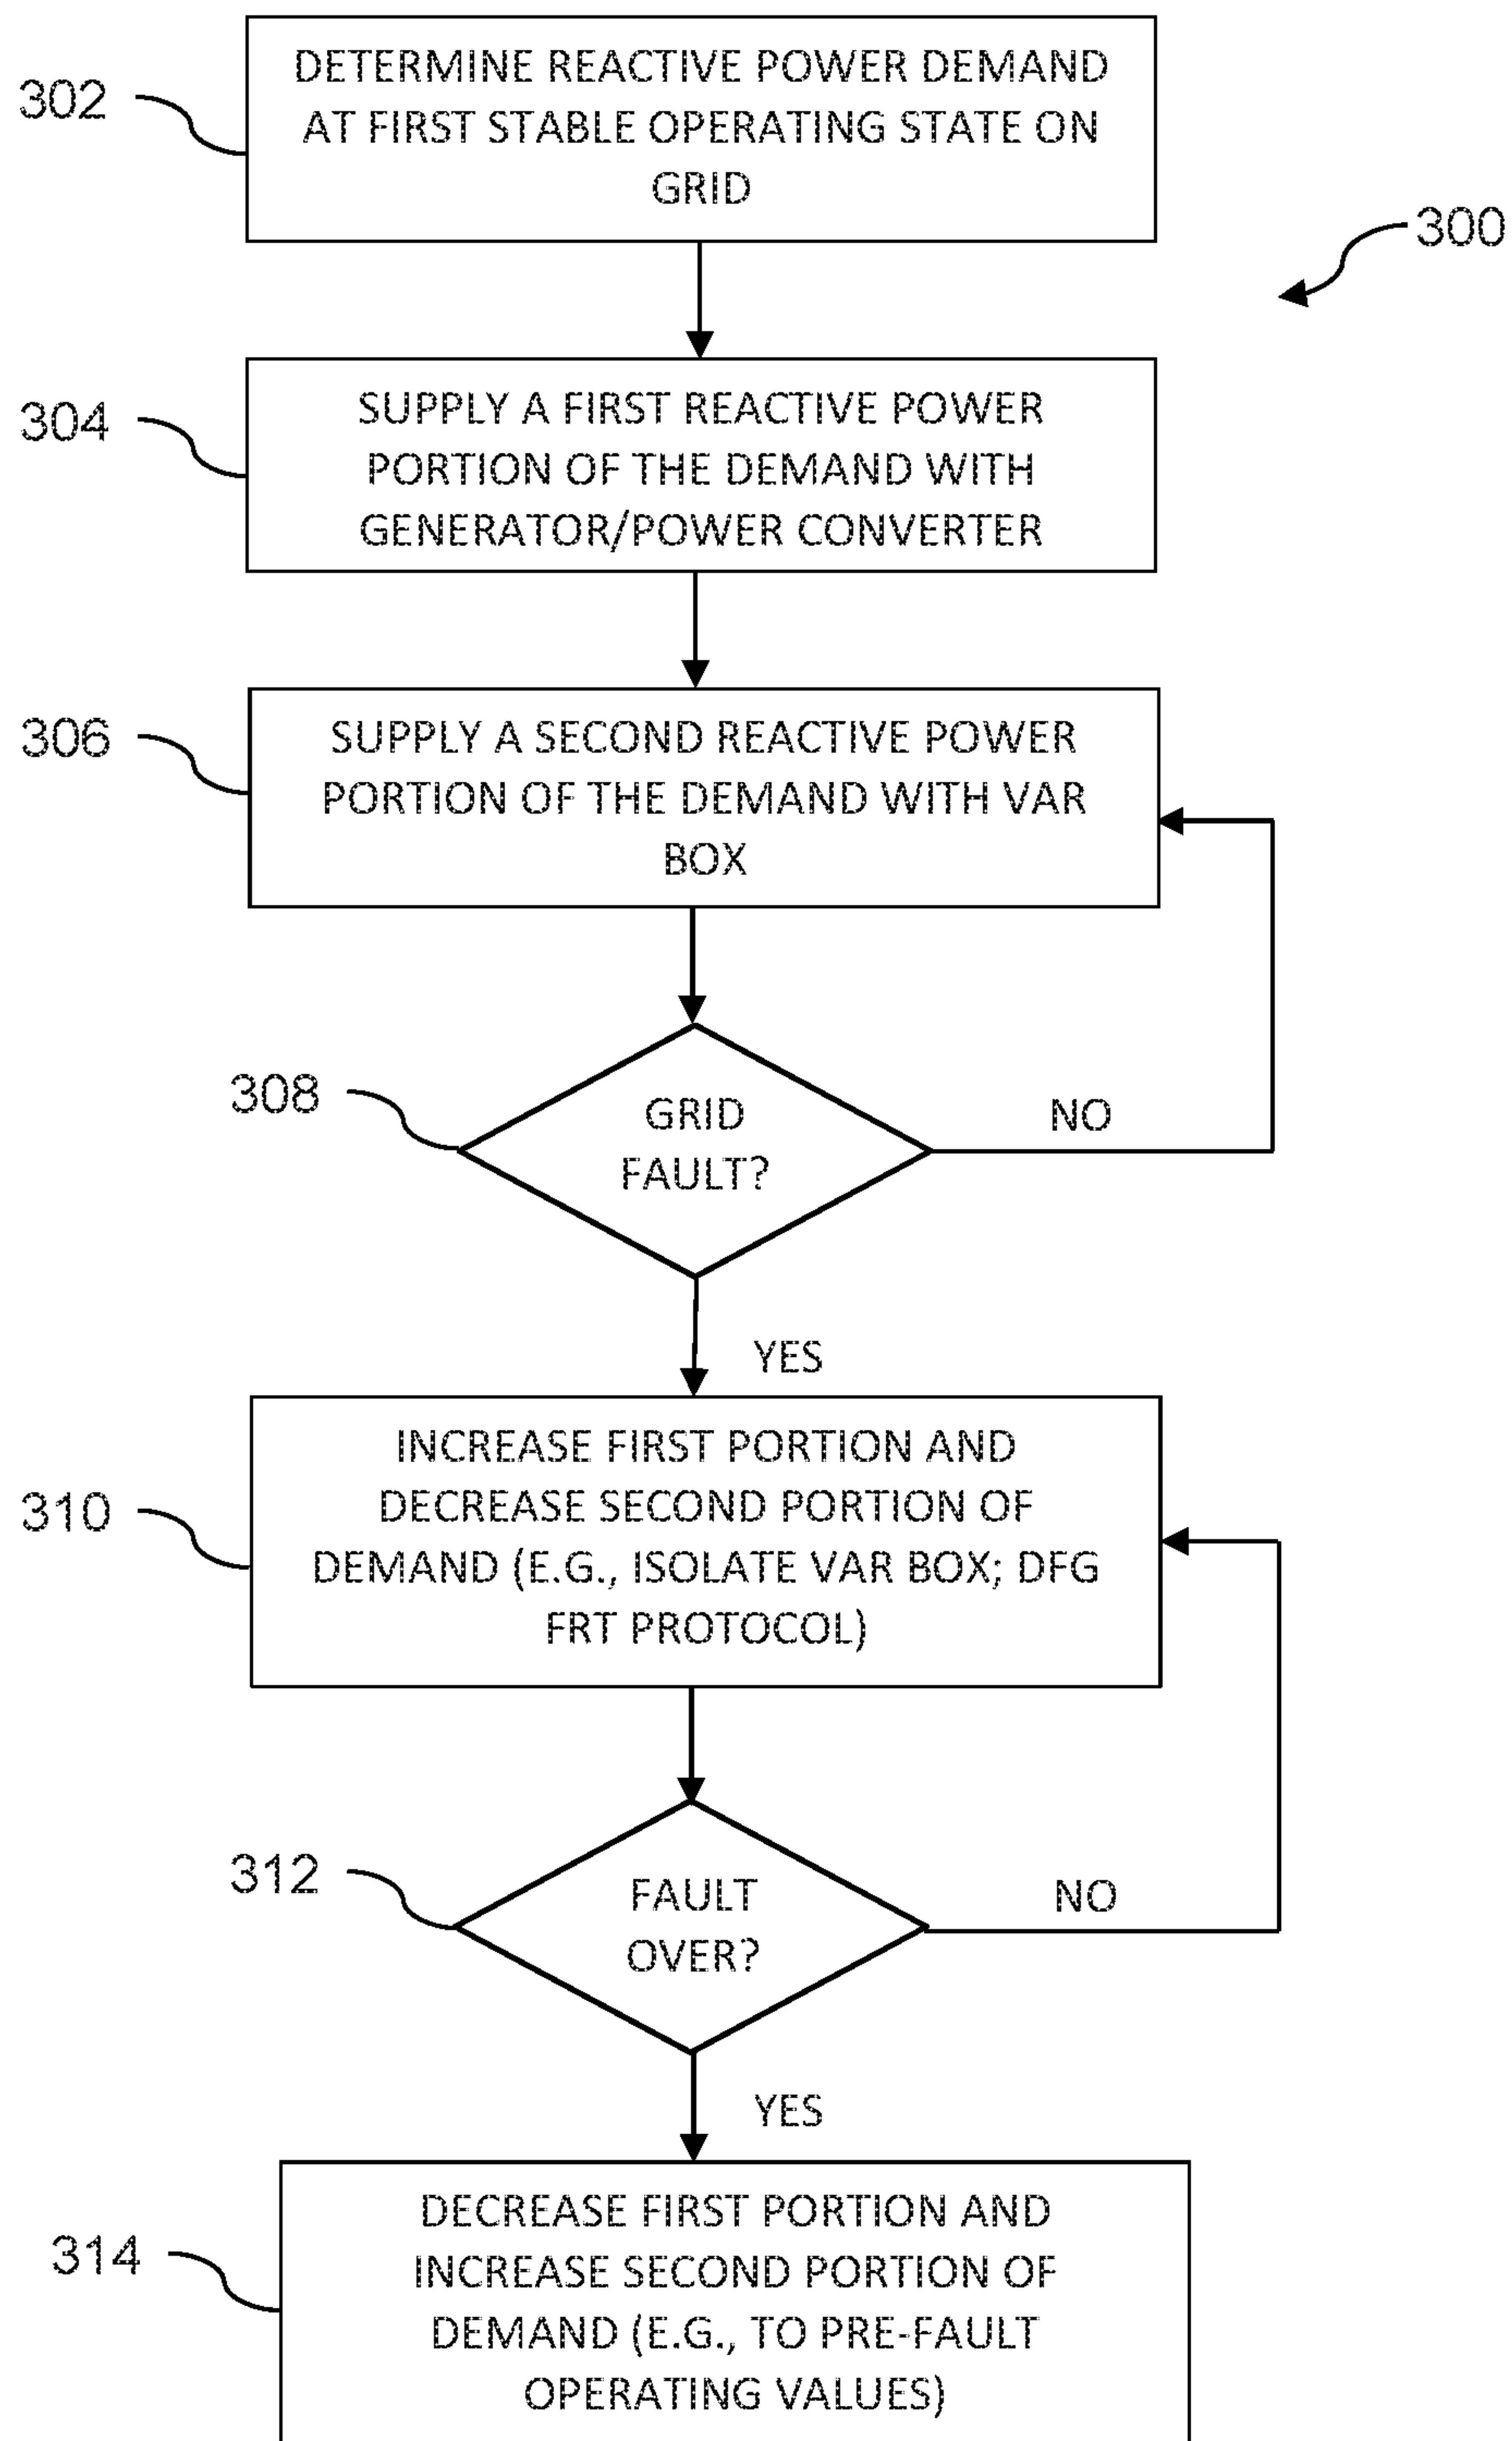 302
DETERMINE REACTIVE POWER DEMAND
AT FIRST STABLE OPERATING STATE ON
GRID
300
304
SUPPLY A FIRST REACTIVE POWER
PORTION OF THE DEMAND WITH
GENERATOR/POWER CONVERTER
306
SUPPLY A SECOND REACTIVE POWER
PORTION OF THE DEMAND WITH VAR
BOX
308
GRID
FAULT?
NO
YES
310
INCREASE FIRST PORTION AND
DECREASE SECOND PORTION OF
DEMAND (E.G., ISOLATE VAR BOX; DFG
FRT PROTOCOL)
312
FAULT
OVER?
NO
YES
314
DECREASE FIRST PORTION AND
INCREASE SECOND PORTION OF
DEMAND (E.G., TO PRE-FAULT
OPERATING VALUES)